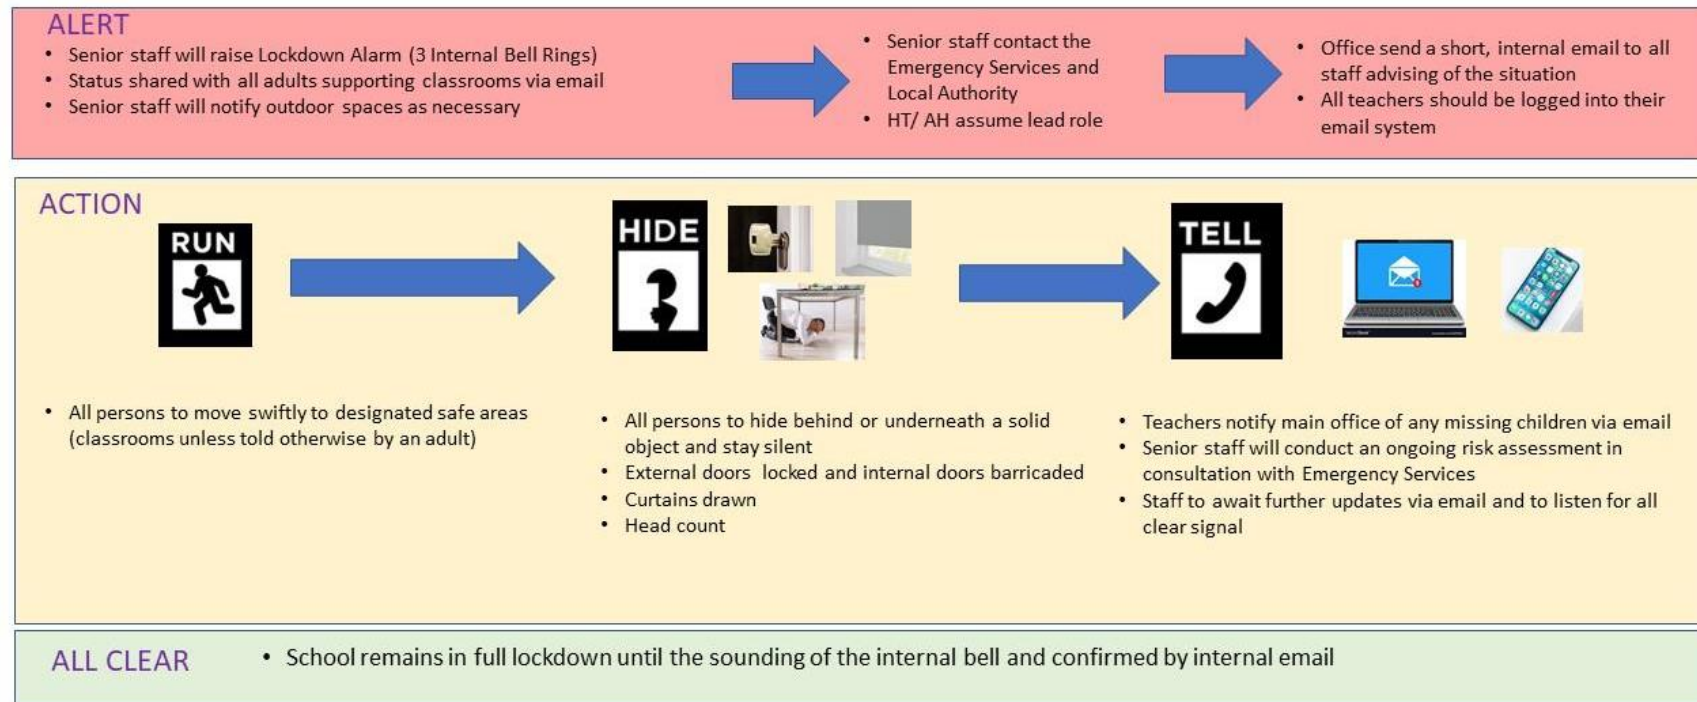 ALERT
• Senior staff will raise Lockdown Alarm (3 Internal Bell Rings)
• Status shared with all adults supporting classrooms via email
• Senior staff will notify outdoor spaces as necessary
• Senior staff contact the
Emergency Services and
Local Authority
• HT/ AH assume lead role
• Office send a short, internal email to all
staff advising of the situation
• All teachers should be logged into their
email system
ACTION
RUN
HIDE
TELL
• All persons to move swiftly to designated safe areas
(classrooms unless told otherwise by an adult)
• All persons to hide behind or underneath a solid
object and stay silent
• External doors locked and internal doors barricaded
• Curtains drawn
• Head count
• Teachers notify main office of any missing children via email
• Senior staff will conduct an ongoing risk assessment in
consultation with Emergency Services
• Staff to await further updates via email and to listen for all
clear signal
ALL CLEAR
• School remains in full lockdown until the sounding of the internal bell and confirmed by internal email